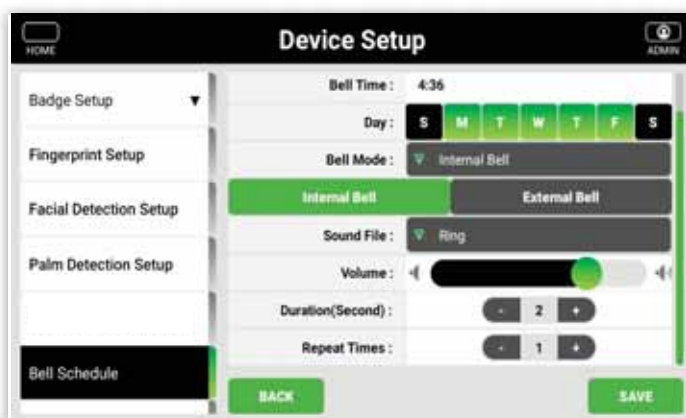 HOME
Device Setup
ADMIN
Badge Setup
Fingerprint Setup
Facial Detection Setup
Palm Detection Setup
Bell Schedule
Bell Time : 4:36
Day : S M T W T F S
Bell Mode : Internal Bell
Internal Bell External Bell
Sound File : Ring
Volume :
Duration(Second) : - 2 +
Repeat Times : - 1 +
BACK
SAVE